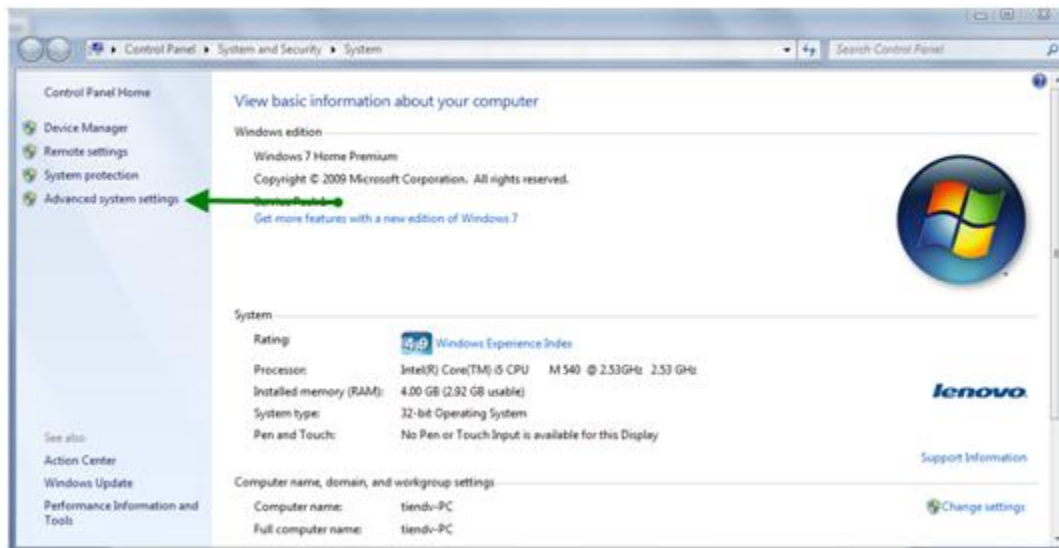 Control Panel ▸ System and Security ▸ System
Search Control Panel
Control Panel Home
Device Manager
Remote settings
System protection
Advanced system settings
View basic information about your computer
Windows edition
Windows 7 Home Premium
Copyright © 2009 Microsoft Corporation. All rights reserved.
Service Pack 1
Get more features with a new edition of Windows 7
System
Rating:
4,9 Windows Experience Index
Processor:
Intel(R) Core(TM) i5 CPU M 540 @ 2.53GHz 2.53 GHz
Installed memory (RAM):
4.00 GB (2.92 GB usable)
System type:
32-bit Operating System
Pen and Touch:
No Pen or Touch Input is available for this Display
lenovo
Support Information
Computer name, domain, and workgroup settings
Computer name:
tiendv-PC
Change settings
Full computer name:
tiendv-PC
See also
Action Center
Windows Update
Performance Information and
Tools